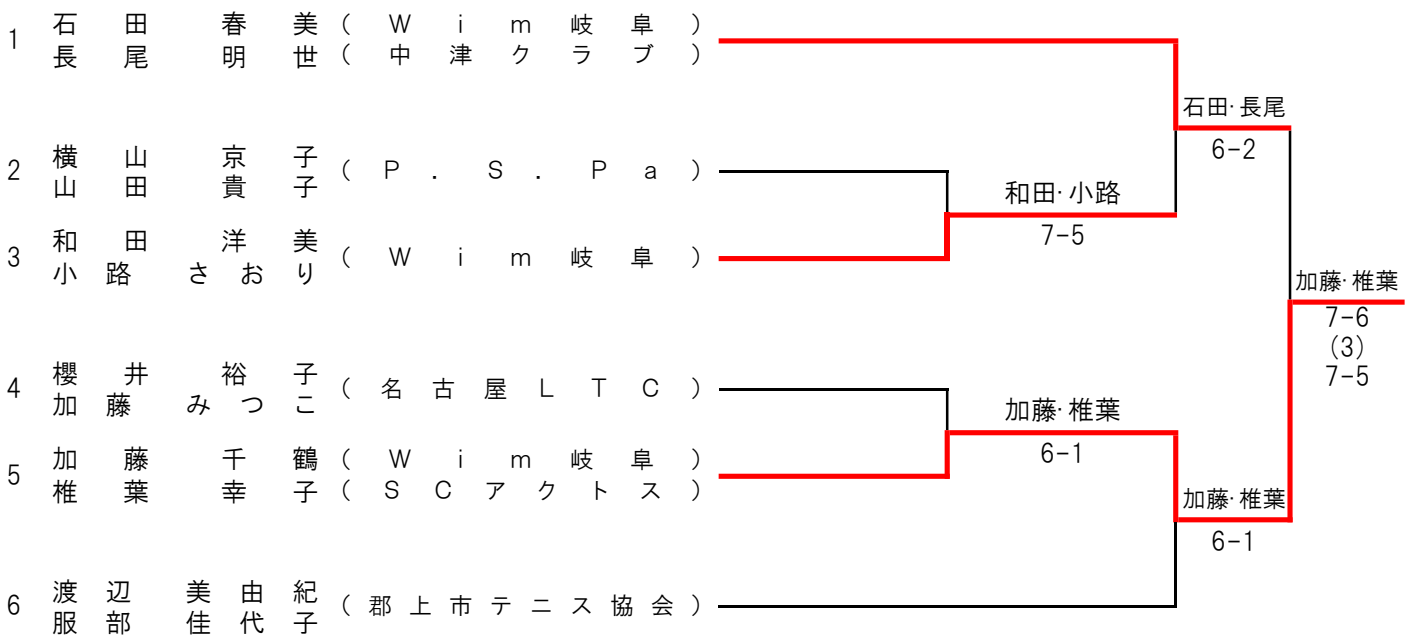 1 石田 春美 (Wim岐阜)
長尾 明世 (中津クラブ)
石田・長尾
6-2
2 横山 京子
山田 貴子 (P.S.Pa)
和田・小路
7-5
3 和田 洋美
小路 さおり (Wim岐阜)
加藤・椎葉
7-6
(3)
7-5
4 櫻井 裕子
加藤 みつこ (名古屋LTC)
加藤・椎葉
6-1
5 加藤 千鶴 (Wim岐阜)
椎葉 幸子 (SCアクトス)
加藤・椎葉
6-1
6 渡辺 美由紀
服部 佳代子 (郡上市テニス協会)